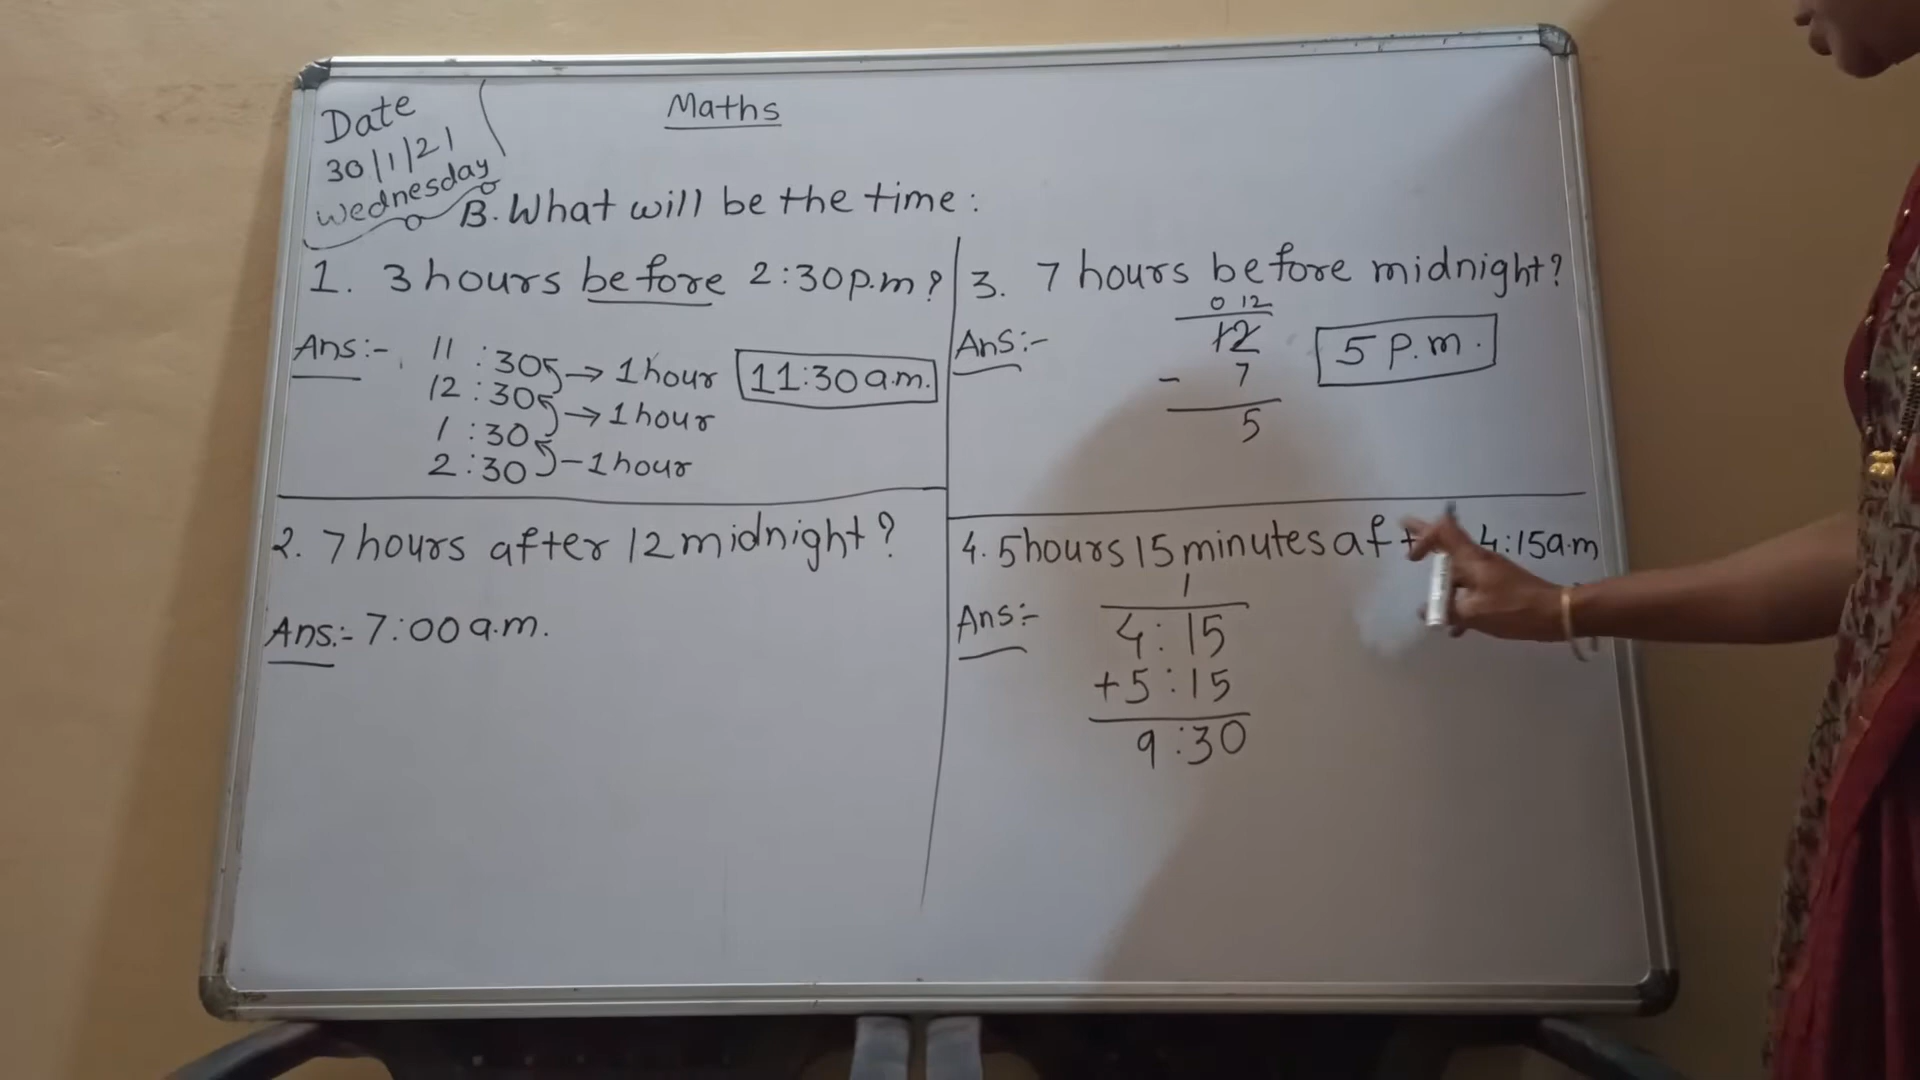 Date
30/1/21
Wednesday
Maths
B. What will be the time:
1. 3 hours before 2:30 p.m?
Ans:-
11 :30 → 1 hour
12 :30 → 1 hour
1 :30
2 :30 – 1 hour
11:30 a.m.
2. 7 hours after 12 midnight?
Ans:- 7:00 a.m.
3. 7 hours before midnight?
Ans:-
0 12
12
- 7
5
5 p.m.
4. 5 hours 15 minutes 4:15 a.m
Ans:-
1
4:15
+5:15
9:30